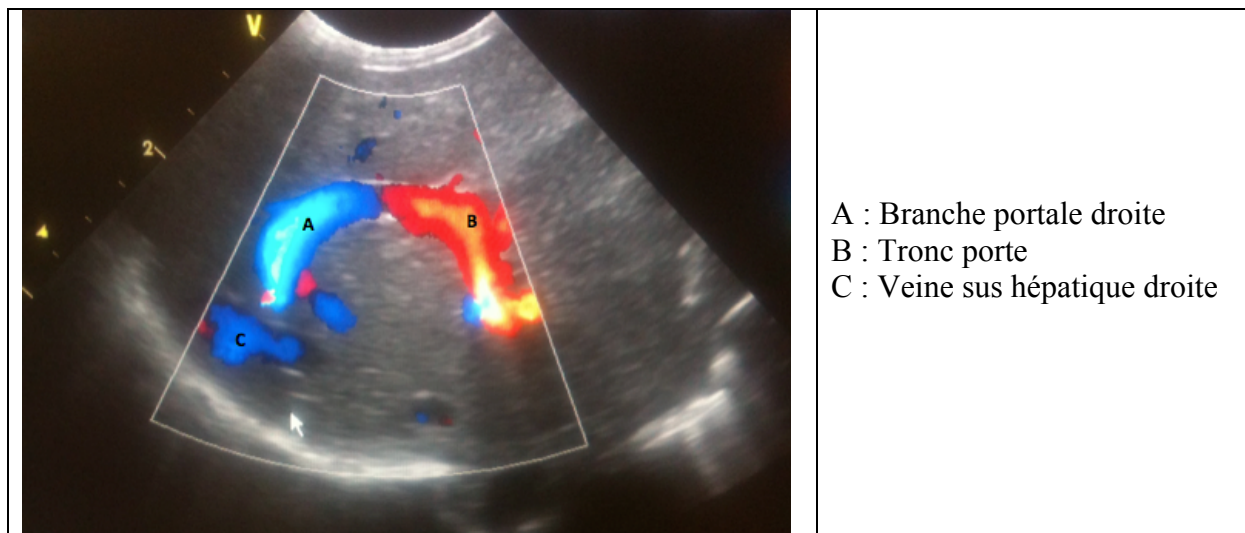 V
2
A
B
C
A : Branche portale droite
B : Tronc porte
C : Veine sus hépatique droite